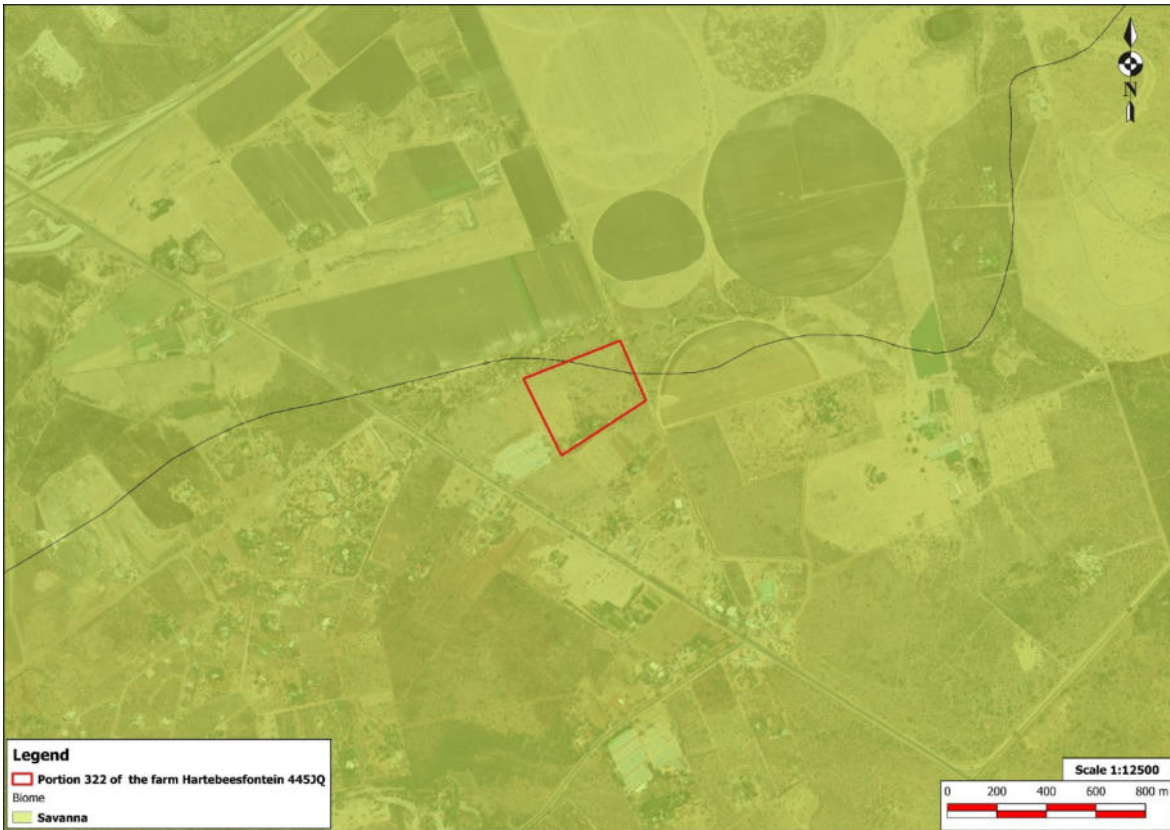 N
Legend
Portion 322 of the farm Hartebeesfontein 445JQ
Biome
Savanna
Scale 1:12500
0 200 400 600 800 m